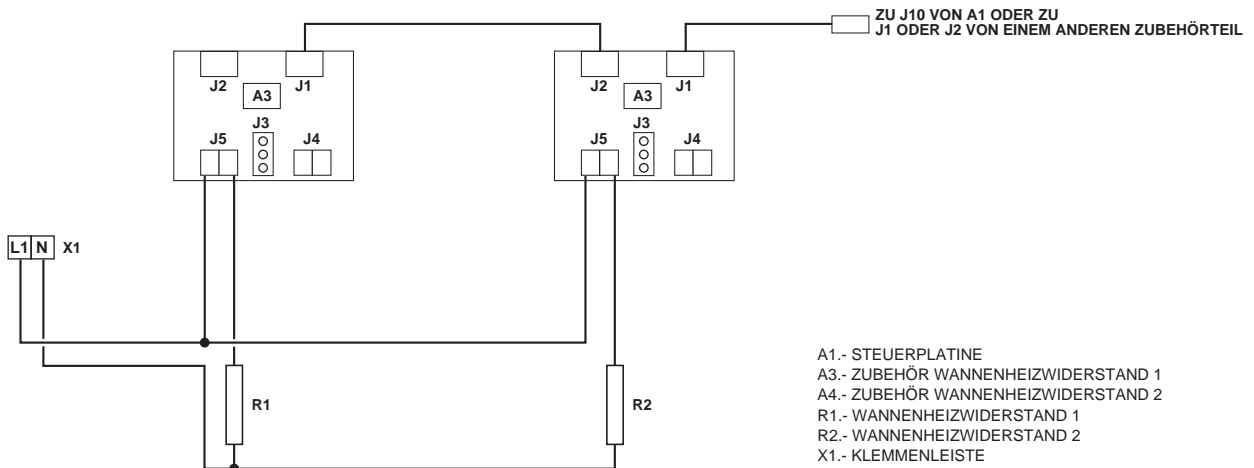 ZU J10 VON A1 ODER ZU
J1 ODER J2 VON EINEM ANDEREN ZUBEHÖRTEIL
J2 J1 J2 J1
A3 A3
J3 J3
J5 J4 J5 J4
L1 N X1
R1 R2
A1.- STEUERPLATINE
A3.- ZUBEHÖR WANNENHEIZWIDERSTAND 1
A4.- ZUBEHÖR WANNENHEIZWIDERSTAND 2
R1.- WANNENHEIZWIDERSTAND 1
R2.- WANNENHEIZWIDERSTAND 2
X1.- KLEMMENLEISTE